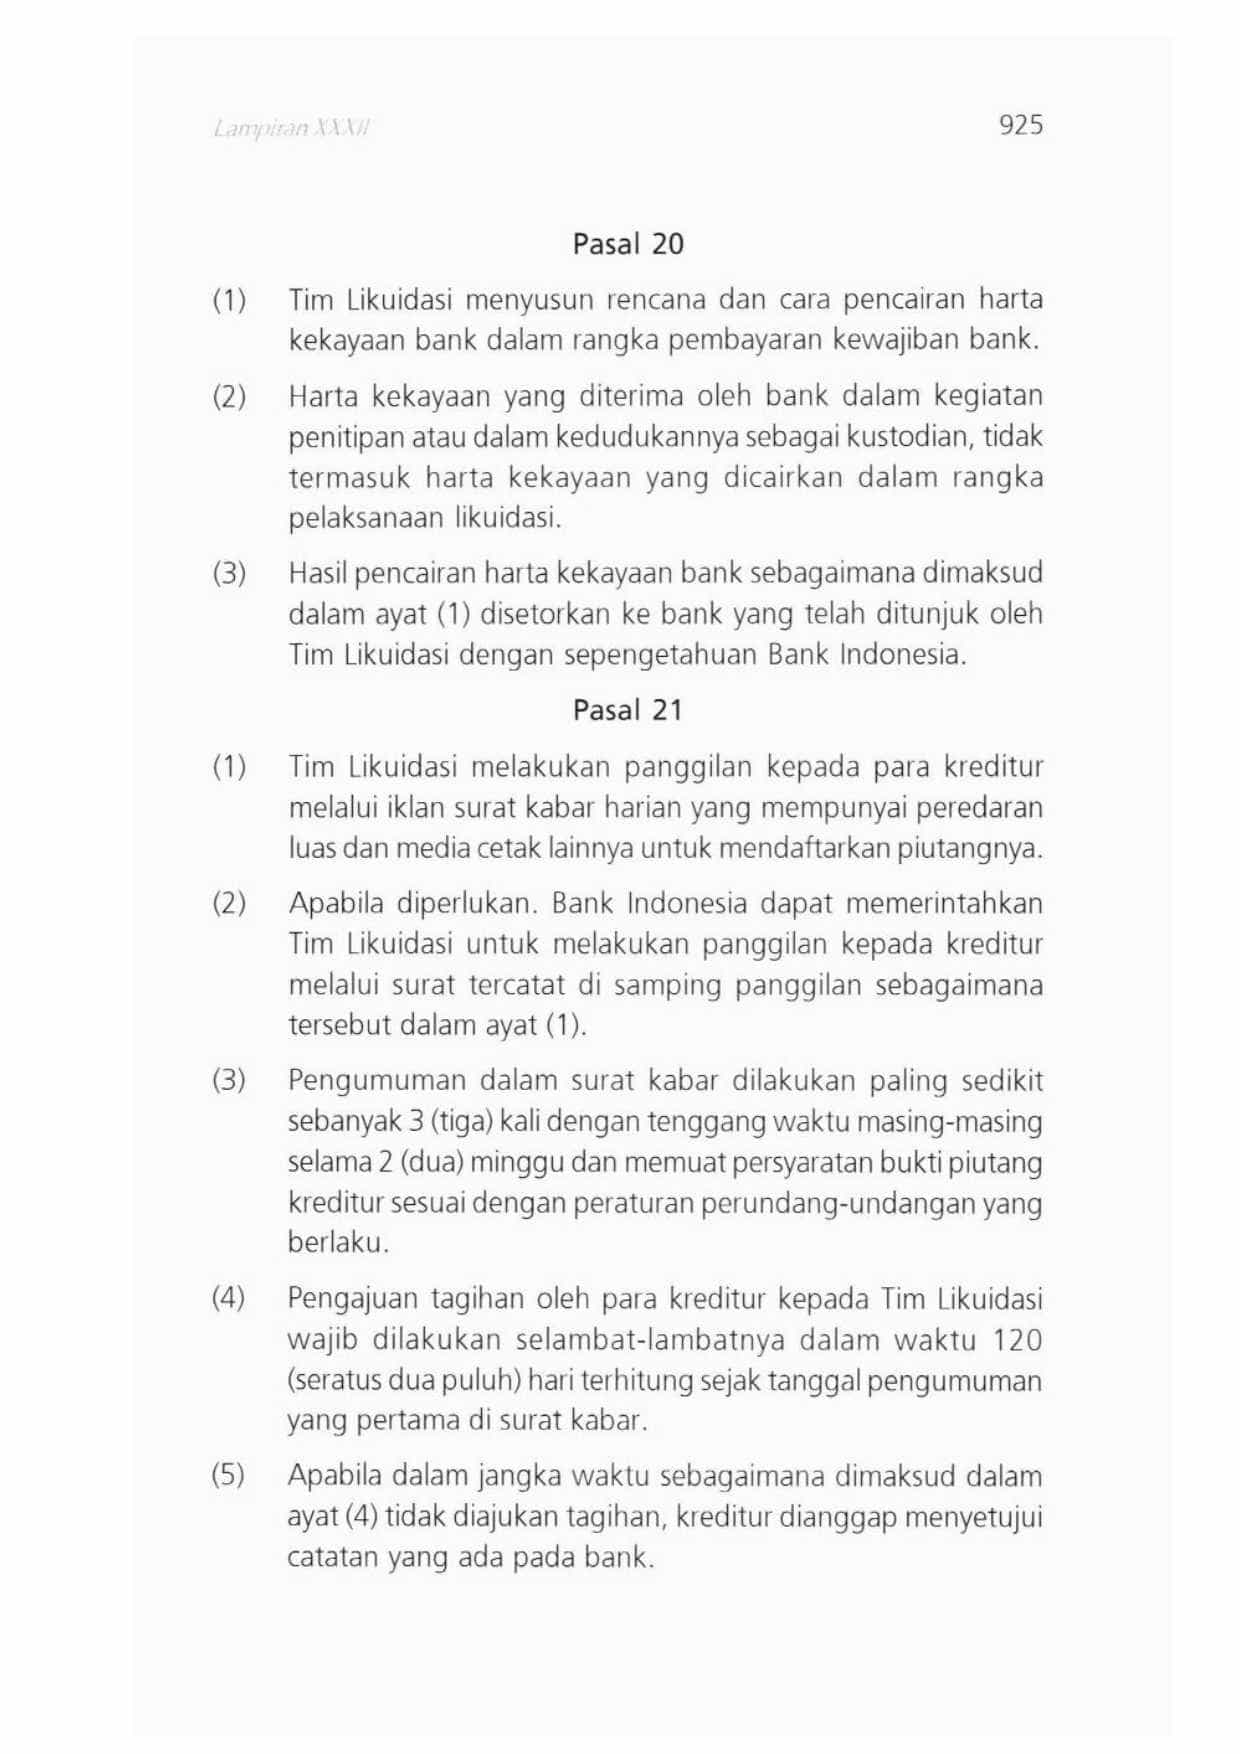 Lampiran XXXII
925
Pasal 20
(1) Tim Likuidasi menyusun rencana dan cara pencairan harta
kekayaan bank dalam rangka pembayaran kewajiban bank.
(2) Harta kekayaan yang diterima oleh bank dalam kegiatan
penitipan atau dalam kedudukannya sebagai kustodian, tidak
termasuk harta kekayaan yang dicairkan dalam rangka
pelaksanaan likuidasi.
(3) Hasil pencairan harta kekayaan bank sebagaimana dimaksud
dalam ayat (1) disetorkan ke bank yang telah ditunjuk oleh
Tim Likuidasi dengan sepengetahuan Bank Indonesia.
Pasal 21
(1) Tim Likuidasi melakukan panggilan kepada para kreditur
melalui iklan surat kabar harian yang mempunyai peredaran
luas dan media cetak lainnya untuk mendaftarkan piutangnya.
(2) Apabila diperlukan. Bank Indonesia dapat memerintahkan
Tim Likuidasi untuk melakukan panggilan kepada kreditur
melalui surat tercatat di samping panggilan sebagaimana
tersebut dalam ayat (1).
(3) Pengumuman dalam surat kabar dilakukan paling sedikit
sebanyak 3 (tiga) kali dengan tenggang waktu masing-masing
selama 2 (dua) minggu dan memuat persyaratan bukti piutang
kreditur sesuai dengan peraturan perundang-undangan yang
berlaku.
(4) Pengajuan tagihan oleh para kreditur kepada Tim Likuidasi
wajib dilakukan selambat-lambatnya dalam waktu 120
(seratus dua puluh) hari terhitung sejak tanggal pengumuman
yang pertama di surat kabar.
(5) Apabila dalam jangka waktu sebagaimana dimaksud dalam
ayat (4) tidak diajukan tagihan, kreditur dianggap menyetujui
catatan yang ada pada bank.